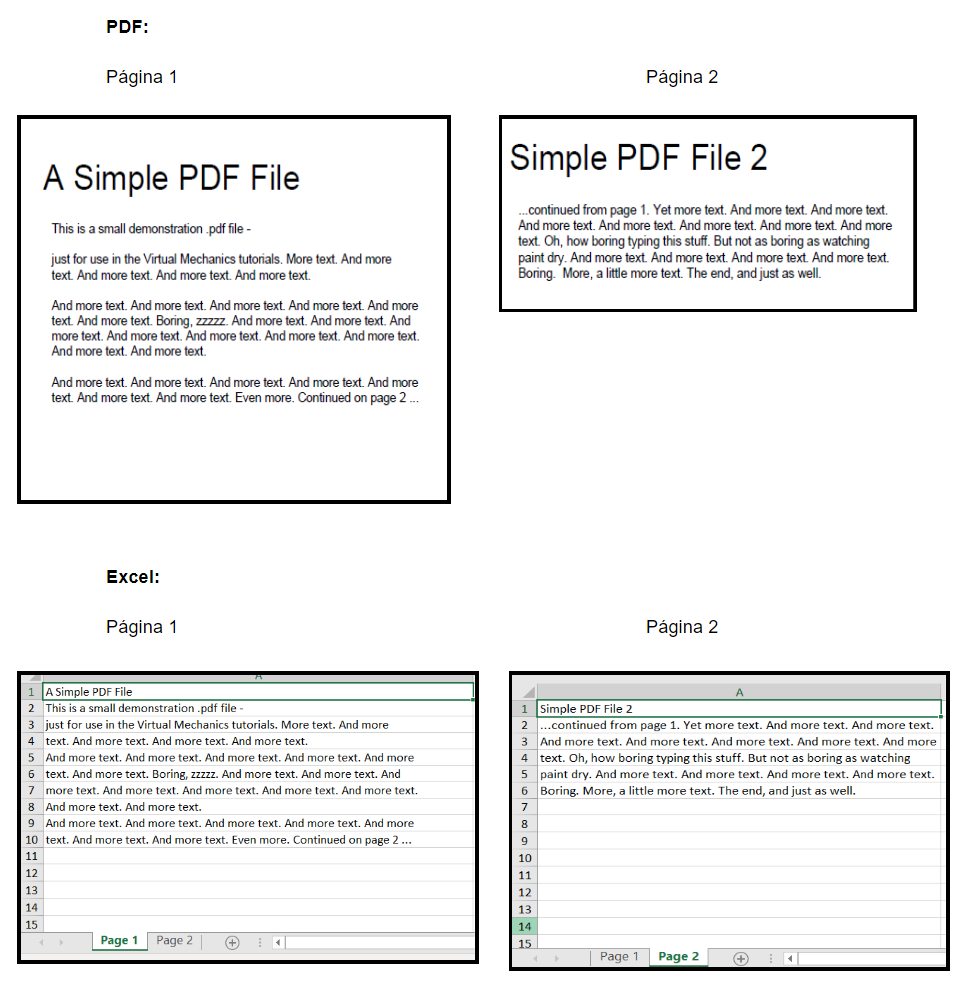 PDF:
Página 1
A Simple PDF File
This is a small demonstration .pdf file -
just for use in the Virtual Mechanics tutorials. More text. And more
text. And more text. And more text. And more text.
And more text. And more text. And more text. And more text. And more
text. And more text. Boring, zzzzz. And more text. And more text. And
more text. And more text. And more text. And more text. And more text.
And more text. And more text.
And more text. And more text. And more text. And more text. And more
text. And more text. And more text. Even more. Continued on page 2 ...
Página 2
Simple PDF File 2
...continued from page 1. Yet more text. And more text. And more text.
And more text. And more text. And more text. And more text. And more
text. Oh, how boring typing this stuff. But not as boring as watching
paint dry. And more text. And more text. And more text. And more text.
Boring.  More, a little more text. The end, and just as well.
Excel:
Página 1
A
1 A Simple PDF File
2 This is a small demonstration .pdf file -
3 just for use in the Virtual Mechanics tutorials. More text. And more
4 text. And more text. And more text. And more text.
5 And more text. And more text. And more text. And more text. And more
6 text. And more text. Boring, zzzzz. And more text. And more text. And
7 more text. And more text. And more text. And more text. And more text.
8 And more text. And more text.
9 And more text. And more text. And more text. And more text. And more
10 text. And more text. And more text. Even more. Continued on page 2 ...
11
12
13
14
15
Page 1 Page 2
Página 2
A
1 Simple PDF File 2
2 ...continued from page 1. Yet more text. And more text. And more text.
3 And more text. And more text. And more text. And more text. And more
4 text. Oh, how boring typing this stuff. But not as boring as watching
5 paint dry. And more text. And more text. And more text. And more text.
6 Boring. More, a little more text. The end, and just as well.
7
8
9
10
11
12
13
14
15
Page 1 Page 2